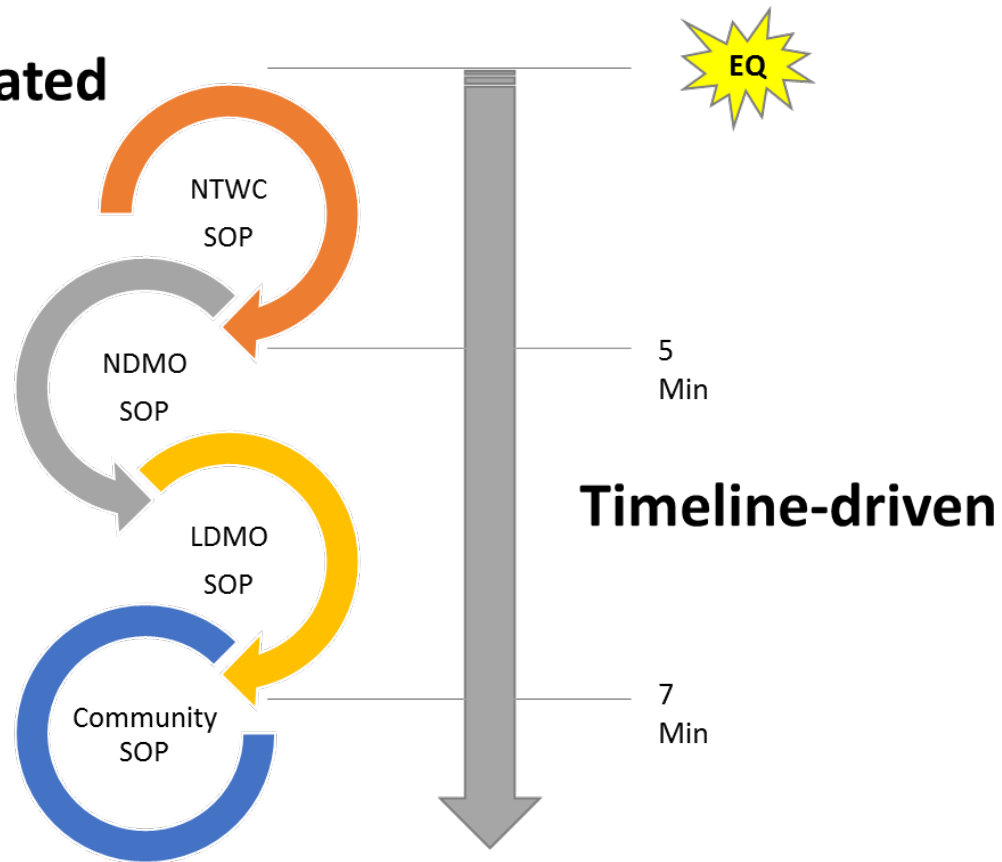 EQ
ated
NTWC
SOP
NDMO
SOP
5
Min
Timeline-driven
LDMO
SOP
7
Min
Community
SOP